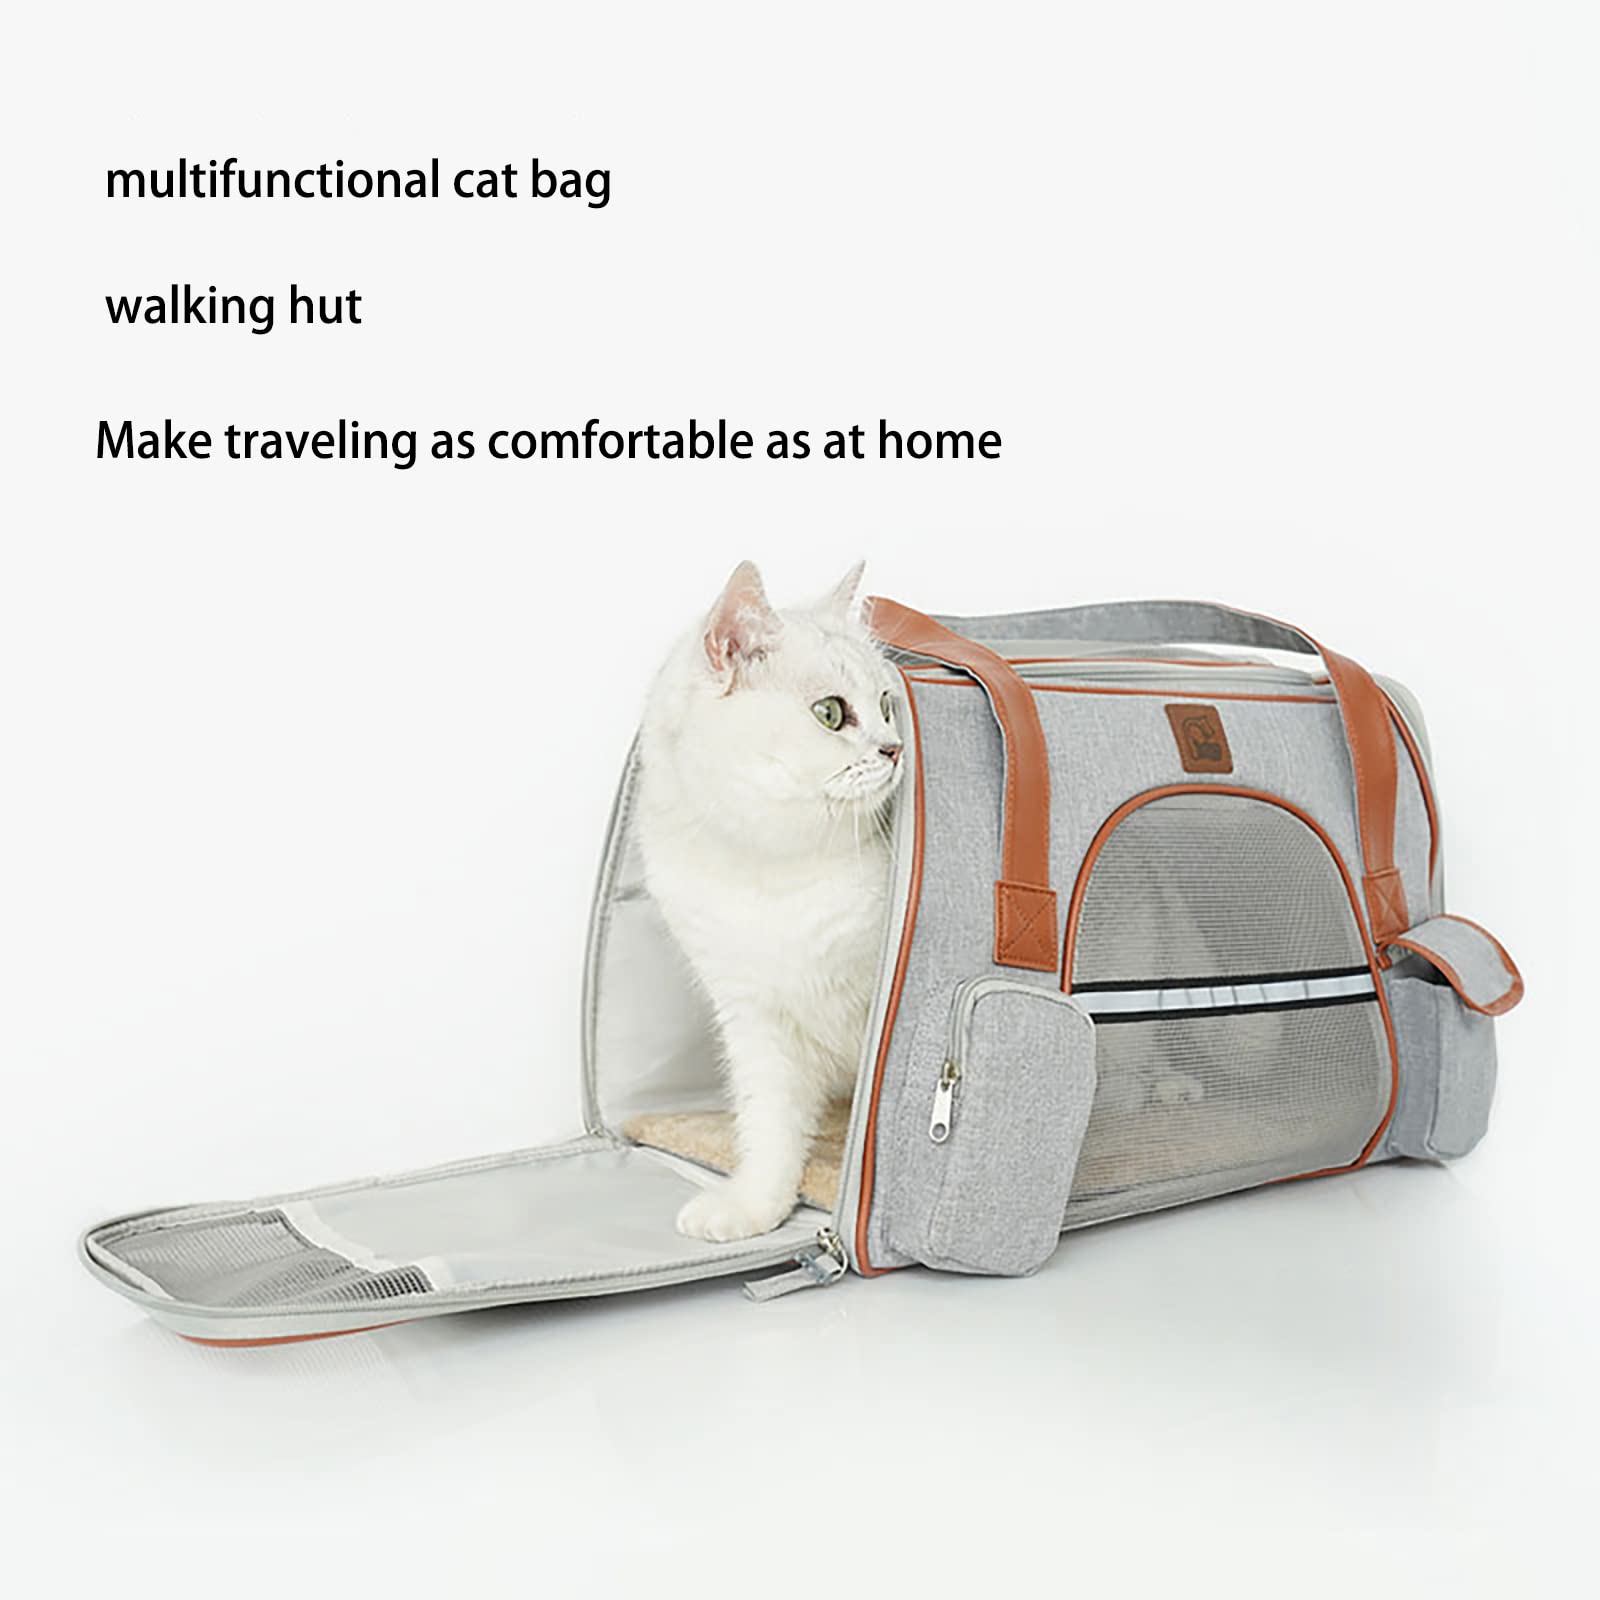 multifunctional cat bag
walking hut
Make traveling as comfortable as at home